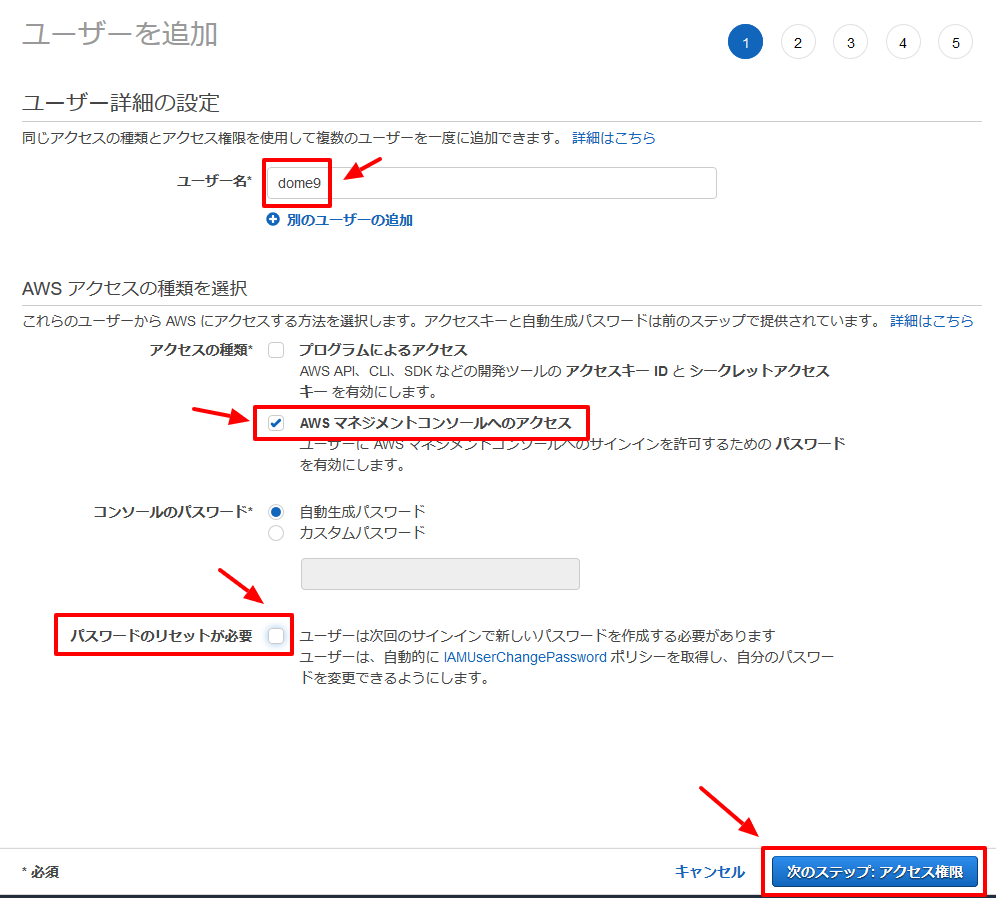 ユーザーを追加
1 2 3 4 5
ユーザー詳細の設定
同じアクセスの種類とアクセス権限を使用して複数のユーザーを一度に追加できます。 詳細はこちら
ユーザー名* dome9
別のユーザーの追加
AWS アクセスの種類を選択
これらのユーザーから AWS にアクセスする方法を選択します。アクセスキーと自動生成パスワードは前のステップで提供されています。 詳細はこちら
アクセスの種類* プログラムによるアクセス
AWS API、CLI、SDK などの開発ツールの アクセスキー ID と シークレットアクセス
キー を有効にします。
AWS マネジメントコンソールへのアクセス
ユーザーに AWS マネジメントコンソールへのサインインを許可するための パスワード
を有効にします。
コンソールのパスワード* 自動生成パスワード
カスタムパスワード
パスワードのリセットが必要 ユーザーは次回のサインインで新しいパスワードを作成する必要があります
ユーザーは、自動的に IAMUserChangePassword ポリシーを取得し、自分のパスワー
ドを変更できるようにします。
* 必須 キャンセル 次のステップ: アクセス権限